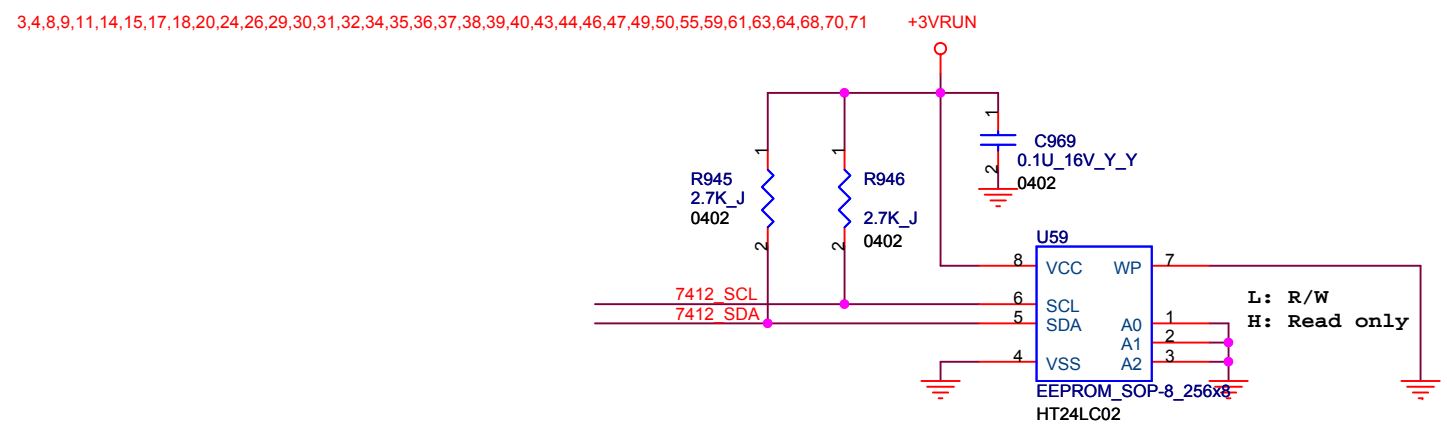 3,4,8,9,11,14,15,17,18,20,24,26,29,30,31,32,34,35,36,37,38,39,40,43,44,46,47,49,50,55,59,61,63,64,68,70,71 +3VRUN
1
C969
0.1U_16V_Y_Y
2
0402
1
R945
2.7K_J
0402
2
1
R946
2.7K_J
0402
2
U59
8 VCC WP 7
7412_SCL 6 SCL
7412_SDA 5 SDA A0 1
A1 2
4 VSS A2 3
L: R/W
H: Read only
EEPROM_SOP-8_256x8
HT24LC02